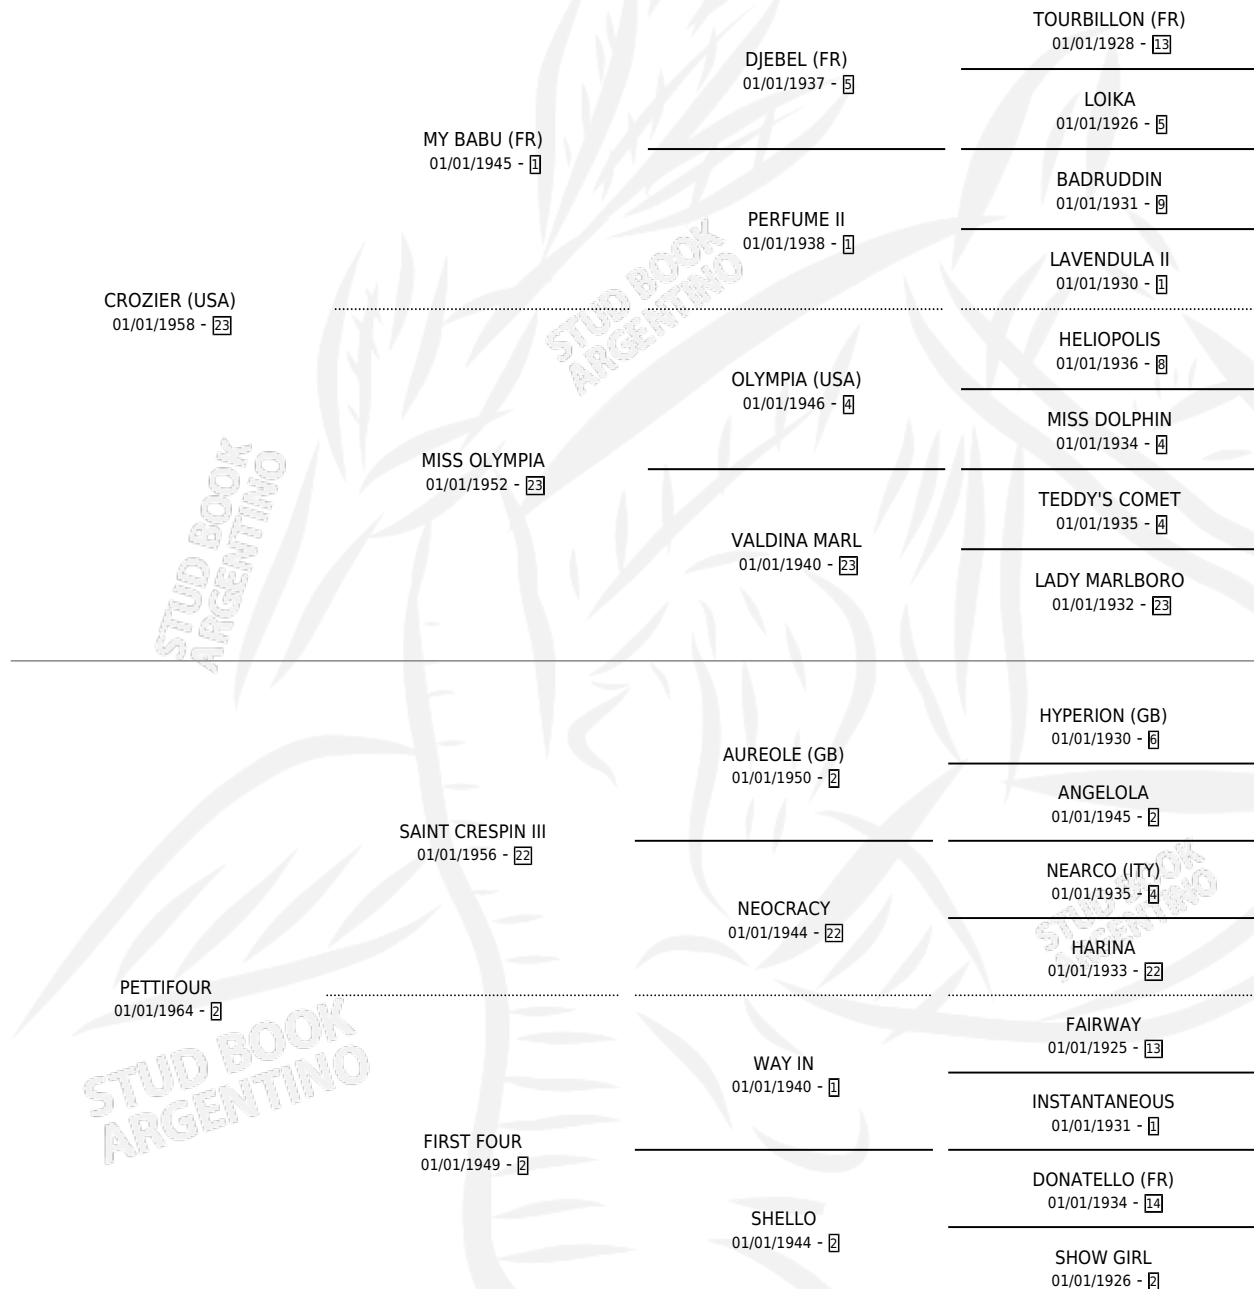 TOURBILLON (FR)
01/01/1928 - 13
DJEBEL (FR)
01/01/1937 - 5
LOIKA
01/01/1926 - 5
MY BABU (FR)
01/01/1945 - 1
BADRUDDIN
01/01/1931 - 9
PERFUME II
01/01/1938 - 1
LAVENDULA II
01/01/1930 - 1
CROZIER (USA)
01/01/1958 - 23
STUD BOOK
ARGENTINO
HELIOPOLIS
01/01/1936 - 8
OLYMPIA (USA)
01/01/1946 - 4
MISS DOLPHIN
01/01/1934 - 4
MISS OLYMPIA
01/01/1952 - 23
TEDDY'S COMET
01/01/1935 - 4
VALDINA MARL
01/01/1940 - 23
LADY MARLBORO
01/01/1932 - 23
STUD BOOK
ARGENTINO
HYPERION (GB)
01/01/1930 - 6
AUREOLE (GB)
01/01/1950 - 2
ANGELOLA
01/01/1945 - 2
SAINT CRESPIN III
01/01/1956 - 22
NEARCO (ITY)
01/01/1935 - 4
NEOCRACY
01/01/1944 - 22
HARINA
01/01/1933 - 22
STUD BOOK
ARGENTINO
PETTIFOUR
01/01/1964 - 2
FAIRWAY
01/01/1925 - 13
WAY IN
01/01/1940 - 1
INSTANTANEOUS
01/01/1931 - 1
STUD BOOK
ARGENTINO
FIRST FOUR
01/01/1949 - 2
DONATELLO (FR)
01/01/1934 - 14
SHELLO
01/01/1944 - 2
SHOW GIRL
01/01/1926 - 2